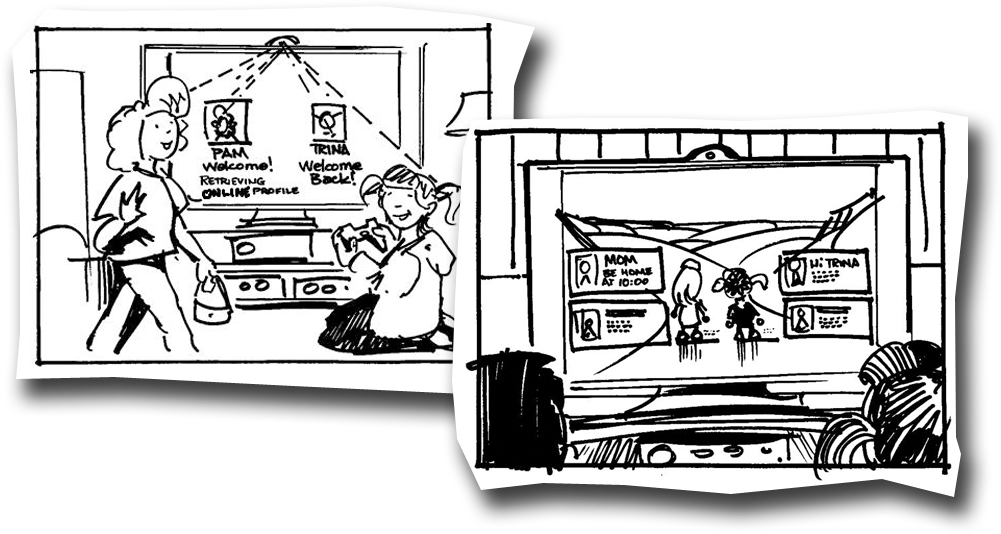 PAM
Welcome!
RETRIEVING
ONLINE PROFILE
TRINA
Welcome
Back!
MOM
BE HOME
AT 10:00
Hi TRINA